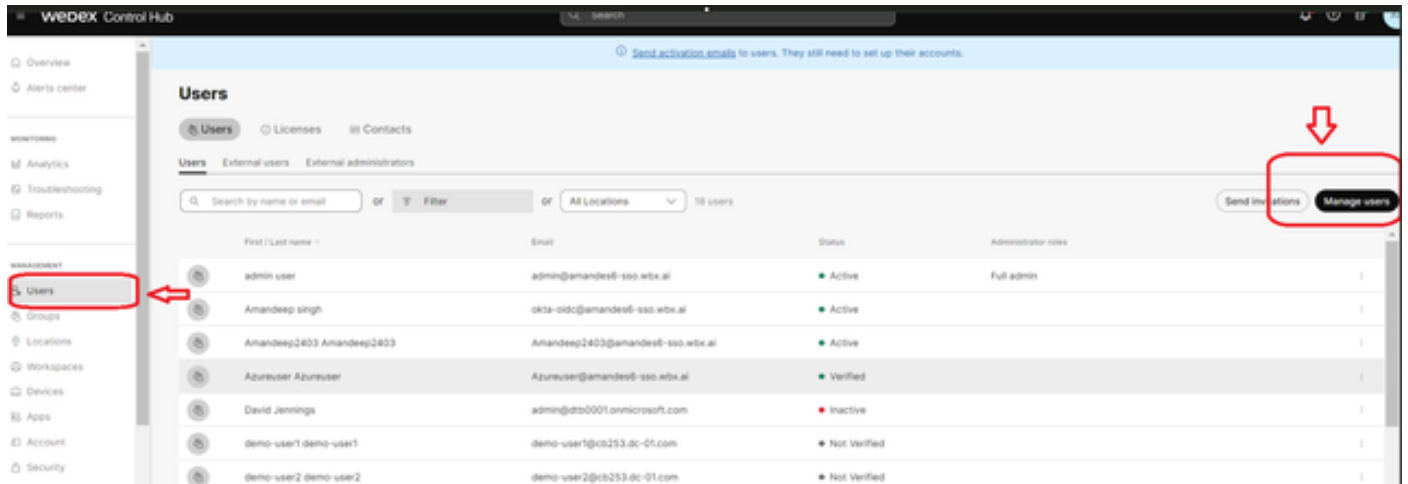 Webex Control Hub
Search
Overview
Alerts center
MONITORING
Analytics
Troubleshooting
Reports
MANAGEMENT
Users
Groups
Locations
Workspaces
Devices
Apps
Account
Security
Send activation emails to users. They still need to set up their accounts.
Users
Users Licenses Contacts
Users External users External administrators
Search by name or email or Filter or All Locations 18 users Send invitations Manage users
First / Last name Email Status Administrator roles
admin user admin@amandes6-sso.wbx.ai Active Full admin
Amandeep singh okta-oidc@amandes6-sso.wbx.ai Active
Amandeep2403 Amandeep2403 Amandeep2403@amandes6-sso.wbx.ai Active
Azureuser Azureuser Azureuser@amandes6-sso.wbx.ai Verified
David Jennings admin@dtb0001.onmicrosoft.com Inactive
demo-user1 demo-user1 demo-user1@cb253.dc-01.com Not Verified
demo-user2 demo-user2 demo-user2@cb253.dc-01.com Not Verified